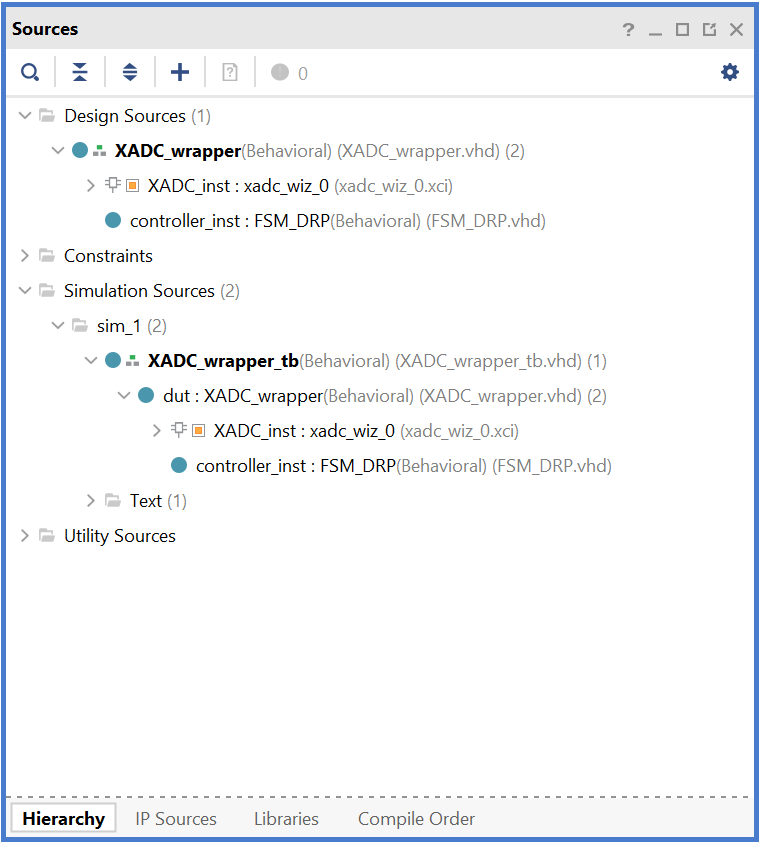 Sources
0
Design Sources (1)
XADC_wrapper(Behavioral) (XADC_wrapper.vhd) (2)
XADC_inst : xadc_wiz_0 (xadc_wiz_0.xci)
controller_inst : FSM_DRP(Behavioral) (FSM_DRP.vhd)
Constraints
Simulation Sources (2)
sim_1 (2)
XADC_wrapper_tb(Behavioral) (XADC_wrapper_tb.vhd) (1)
dut : XADC_wrapper(Behavioral) (XADC_wrapper.vhd) (2)
XADC_inst : xadc_wiz_0 (xadc_wiz_0.xci)
controller_inst : FSM_DRP(Behavioral) (FSM_DRP.vhd)
Text (1)
Utility Sources
Hierarchy IP Sources Libraries Compile Order